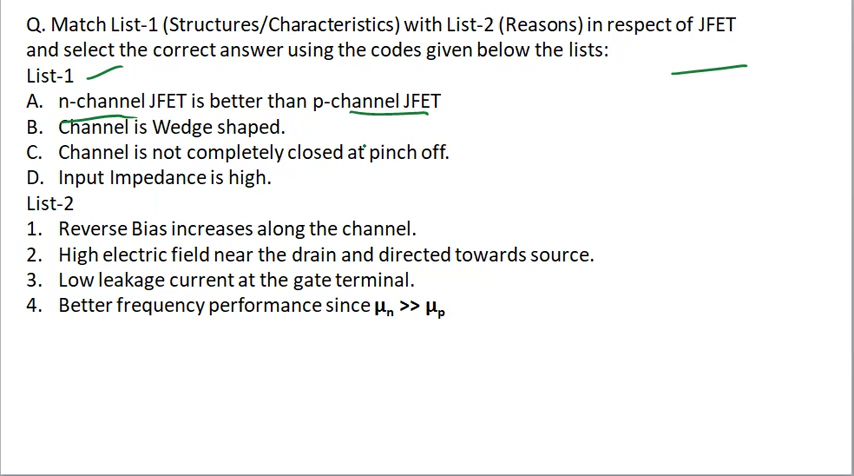 Q. Match List-1 (Structures/Characteristics) with List-2 (Reasons) in respect of JFET
and select the correct answer using the codes given below the lists:
List-1
A. n-channel JFET is better than p-channel JFET
B. Channel is Wedge shaped.
C. Channel is not completely closed at pinch off.
D. Input Impedance is high.
List-2
1. Reverse Bias increases along the channel.
2. High electric field near the drain and directed towards source.
3. Low leakage current at the gate terminal.
4. Better frequency performance since μn >> μp